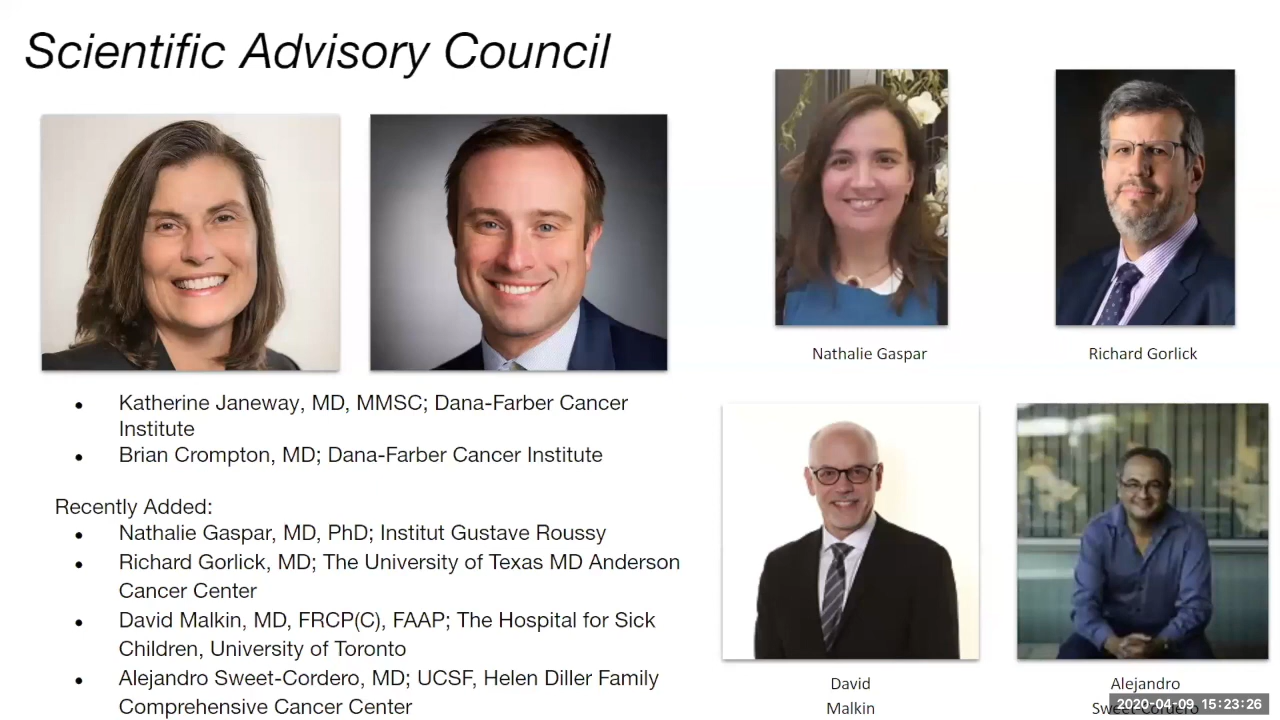 Scientific Advisory Council
• Katherine Janeway, MD, MMSC; Dana-Farber Cancer
Institute
• Brian Crompton, MD; Dana-Farber Cancer Institute
Recently Added:
• Nathalie Gaspar, MD, PhD; Institut Gustave Roussy
• Richard Gorlick, MD; The University of Texas MD Anderson
Cancer Center
• David Malkin, MD, FRCP(C), FAAP; The Hospital for Sick
Children, University of Toronto
• Alejandro Sweet-Cordero, MD; UCSF, Helen Diller Family
Comprehensive Cancer Center
Nathalie Gaspar
Richard Gorlick
David
Malkin
Alejandro
Sweet-Cordero
2020-04-09 15:23:26